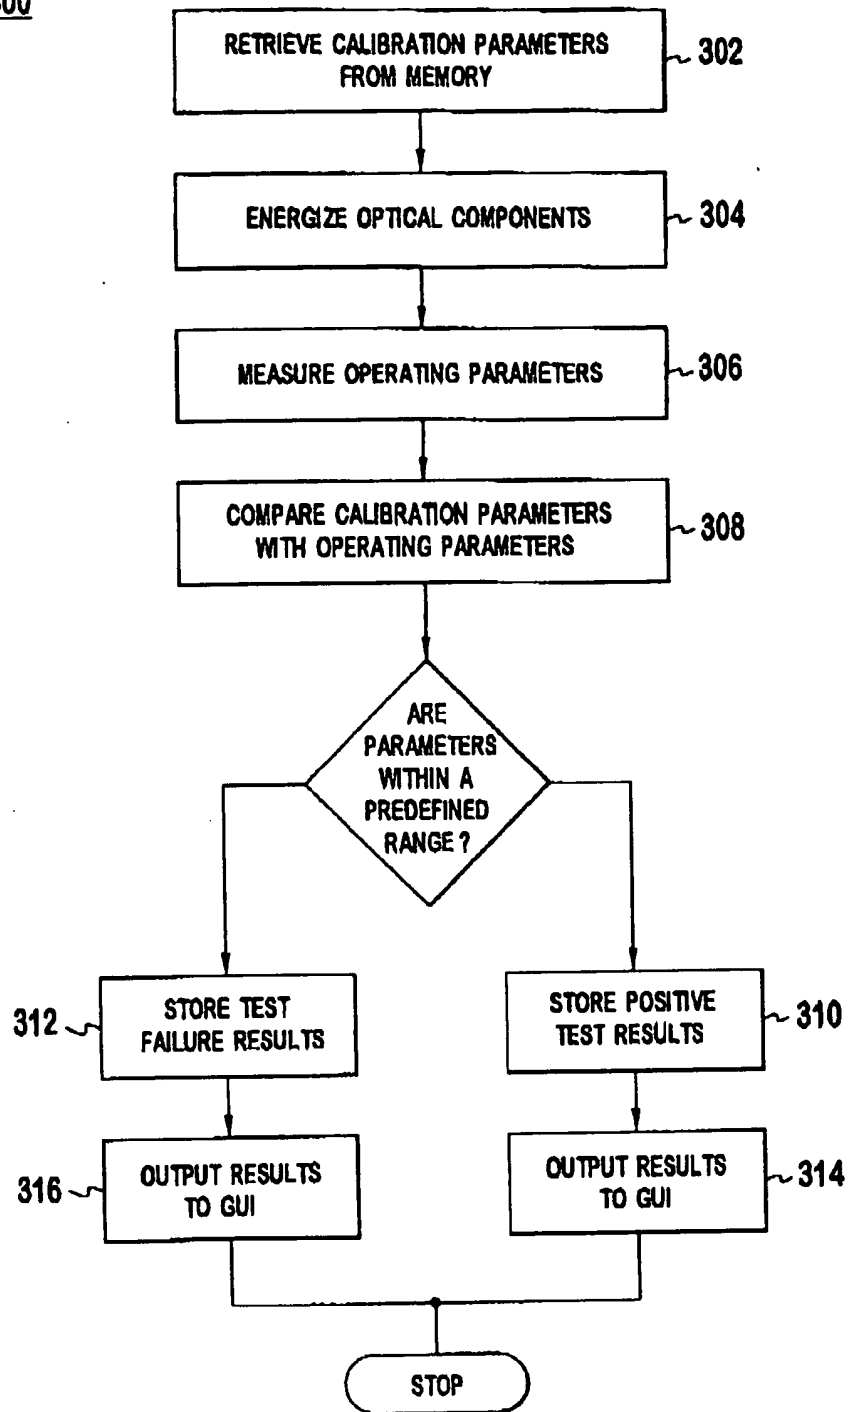 RETRIEVE CALIBRATION PARAMETERS
FROM MEMORY
302
ENERGIZE OPTICAL COMPONENTS
304
MEASURE OPERATING PARAMETERS
306
COMPARE CALIBRATION PARAMETERS
WITH OPERATING PARAMETERS
308
ARE
PARAMETERS
WITHIN A
PREDEFINED
RANGE?
312
STORE TEST
FAILURE RESULTS
STORE POSITIVE
TEST RESULTS
310
316
OUTPUT RESULTS
TO GUI
OUTPUT RESULTS
TO GUI
314
STOP